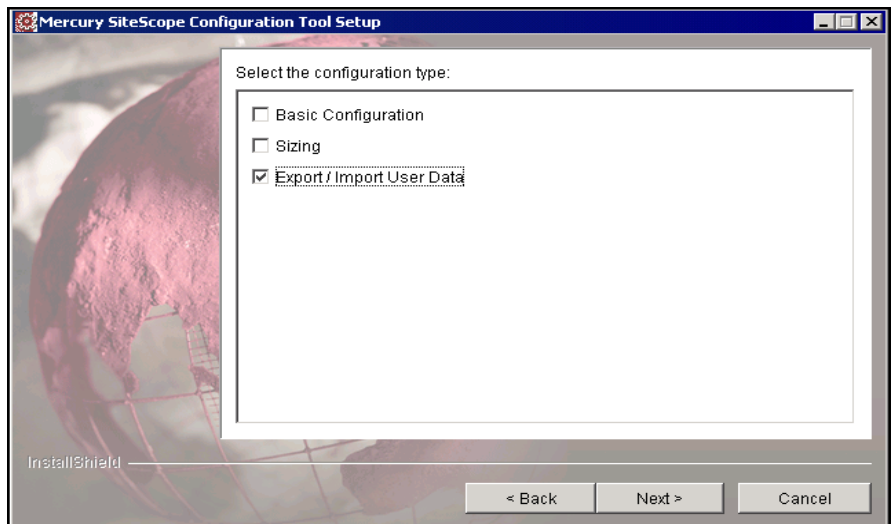 Mercury SiteScope Configuration Tool Setup
Select the configuration type:
Basic Configuration
Sizing
Export / Import User Data
InstallShield
< Back
Next >
Cancel